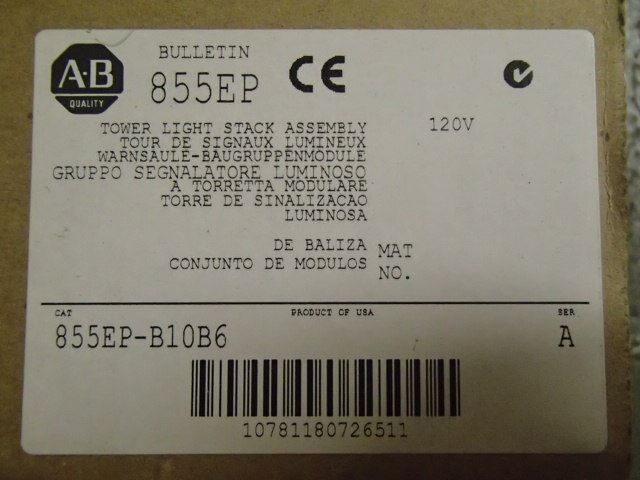 A·B
QUALITY
BULLETIN
855EP
CE
TOWER LIGHT STACK ASSEMBLY
120V
TOUR DE SIGNAUX LUMINEUX
WARNSAULE-BAUGRUPPENMODULE
GRUPPO SEGNALATORE LUMINOSO
A TORRETTA MODULARE
TORRE DE SINALIZACAO
LUMINOSA
DE BALIZA
CONJUNTO DE MODULOS
MAT
NO.
CAT
PRODUCT OF USA
SER
855EP-B10B6
A
10781180726511